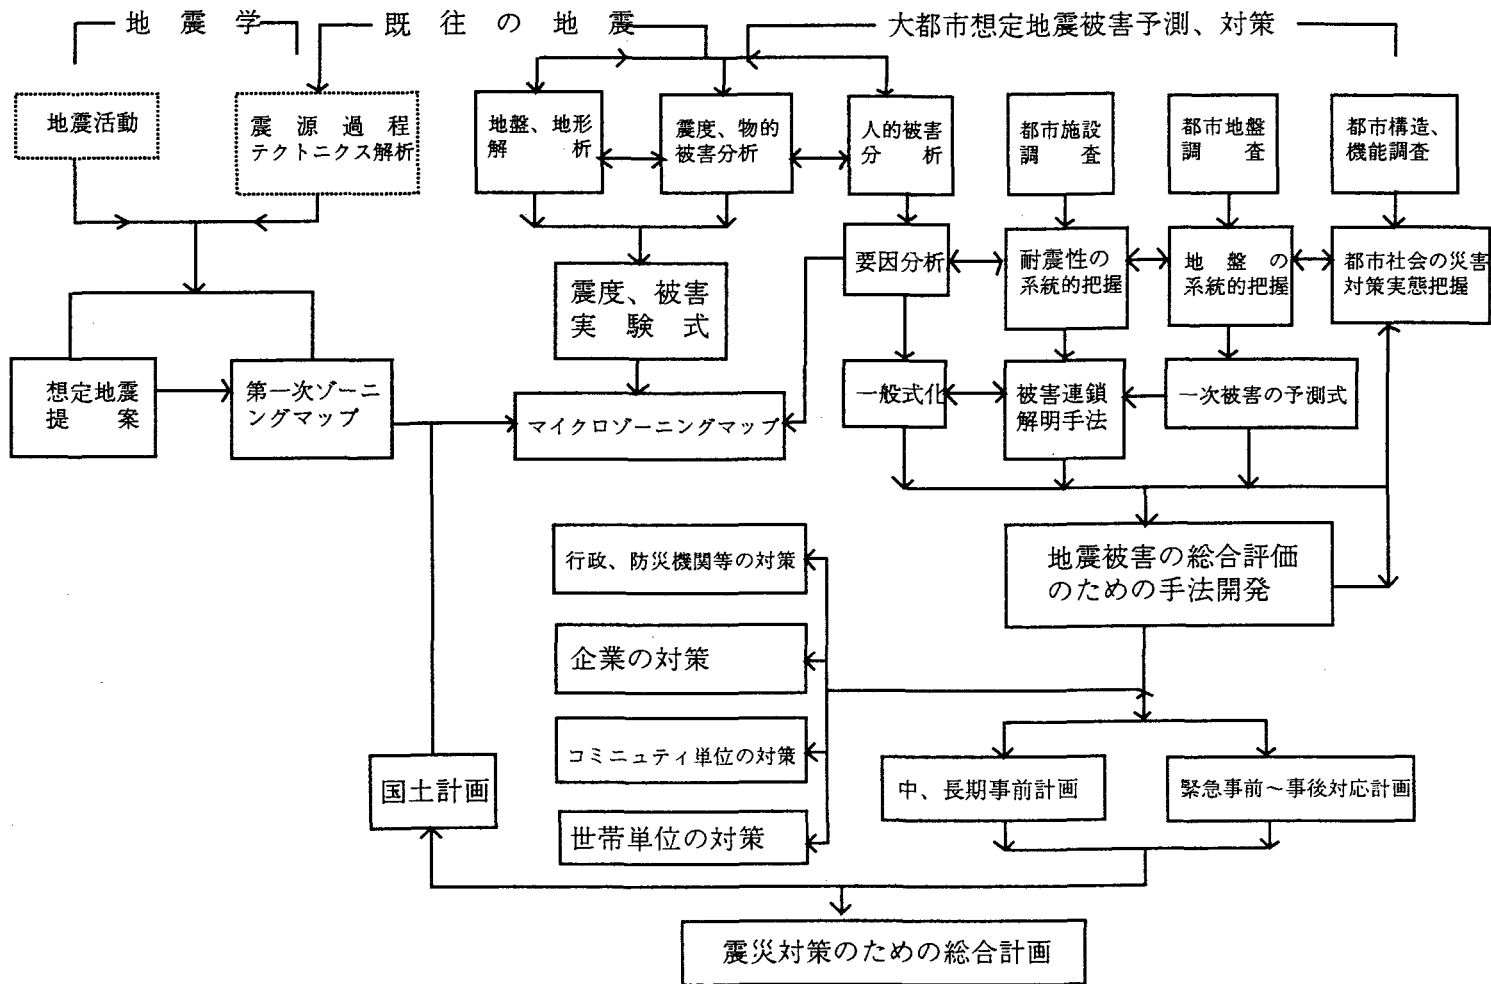 地震学
既往の地震
大都市想定地震被害予測、対策
地震活動
震源過程
テクトニクス解析
地盤、地形
解析
震度、物的
被害分析
人的被害
分析
都市施設
調査
都市地盤
調査
都市構造、
機能調査
要因分析
耐震性の
系統的把握
地盤の
系統的把握
都市社会の災害
対策実態把握
震度、被害
実験式
想定地震
提案
第一次ゾーニ
ングマップ
マイクロゾーニングマップ
一般式化
被害連鎖
解明手法
一次被害の予測式
行政、防災機関等の対策
地震被害の総合評価
のための手法開発
企業の対策
コミニュティ単位の対策
国土計画
中、長期事前計画
緊急事前~事後対応計画
世帯単位の対策
震災対策のための総合計画